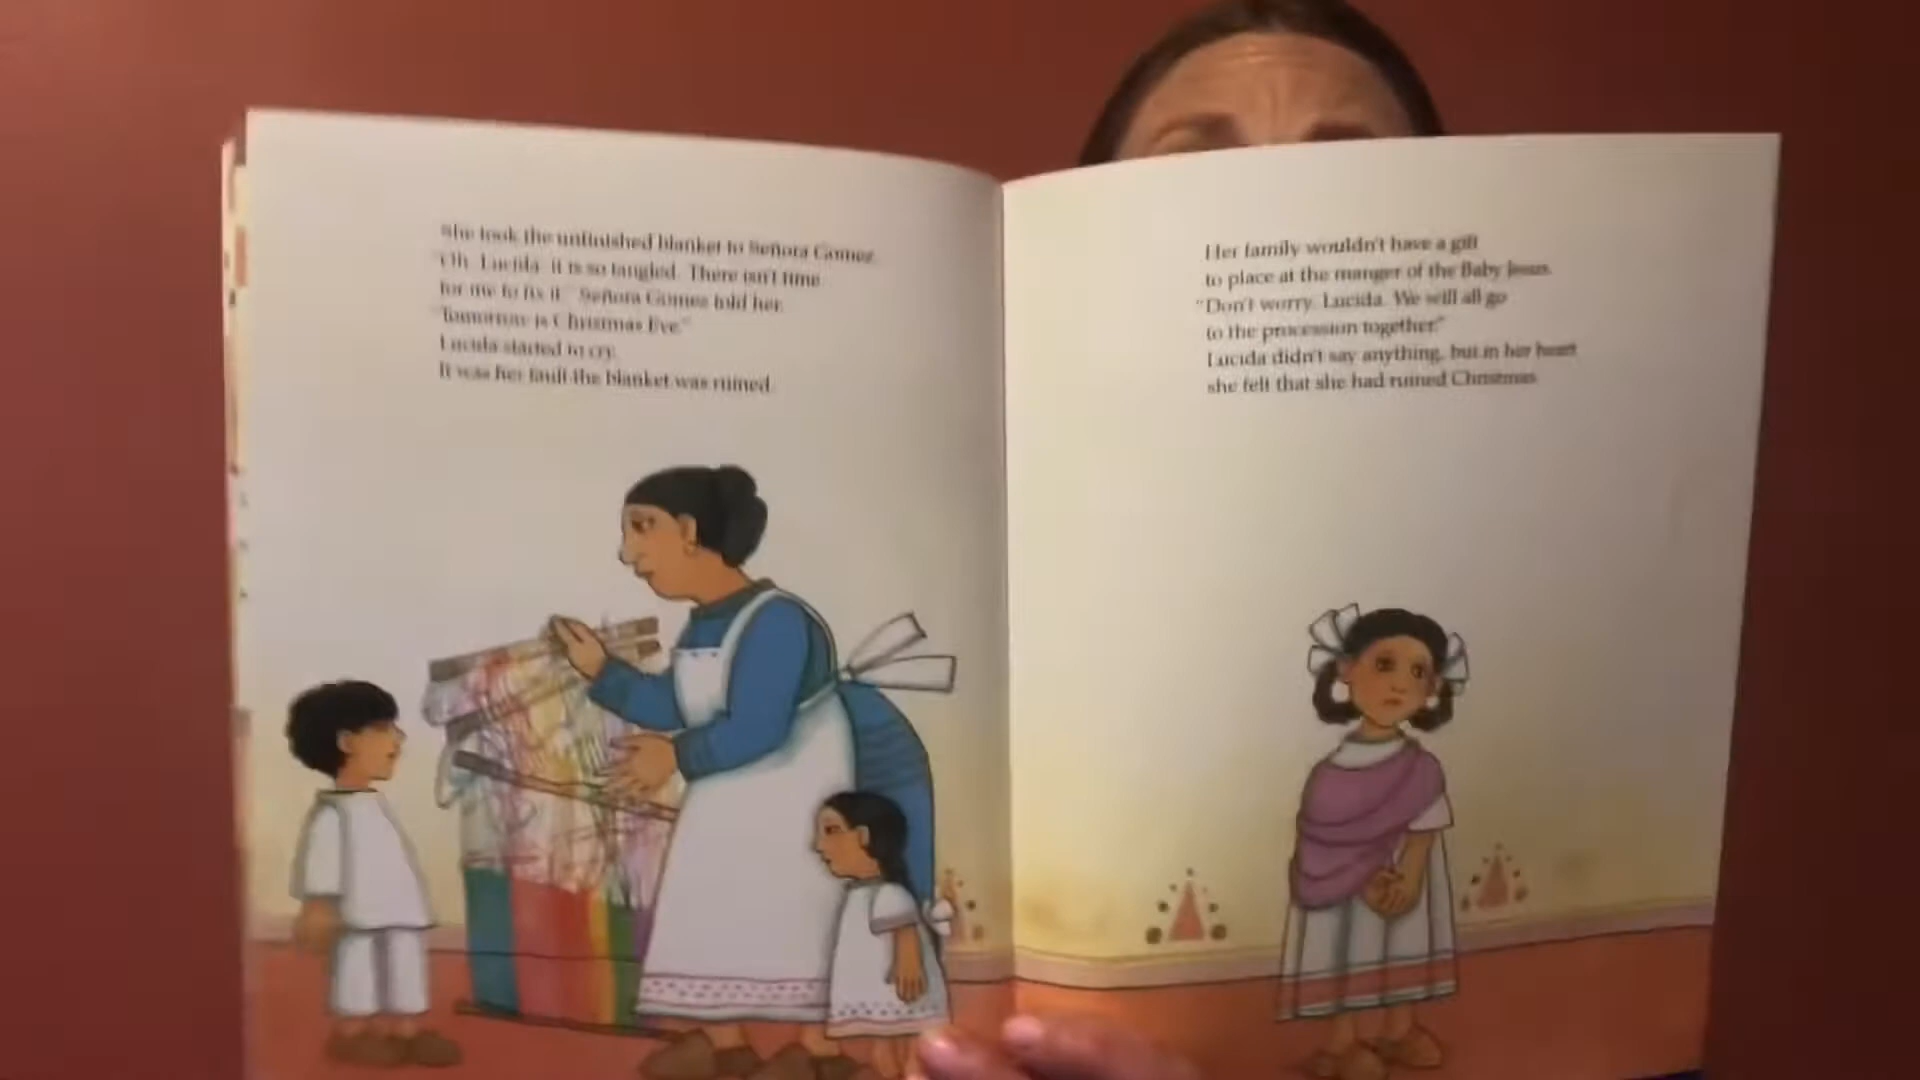 She took the unfinished blanket to Señora Gomez.
"Oh, Lucida, it is so tangled. There isn't time
for me to fix it," Señora Gomez told her.
"Tomorrow is Christmas Eve."
Lucida started to cry.
It was her fault the blanket was ruined.
Her family wouldn't have a gift
to place at the manger of the Baby Jesus.
"Don't worry, Lucida. We will all go
to the procession together."
Lucida didn't say anything, but in her heart
she felt that she had ruined Christmas.